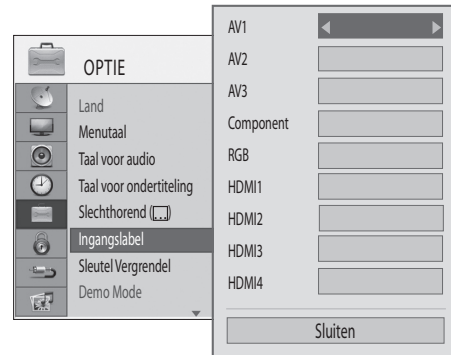 OPTIE
Land
Menutaal
Taal voor audio
Taal voor ondertiteling
Slechthorend (...)
Ingangslabel
Sleutel Vergrendel
Demo Mode
AV1
AV2
AV3
Component
RGB
HDMI1
HDMI2
HDMI3
HDMI4
Sluiten